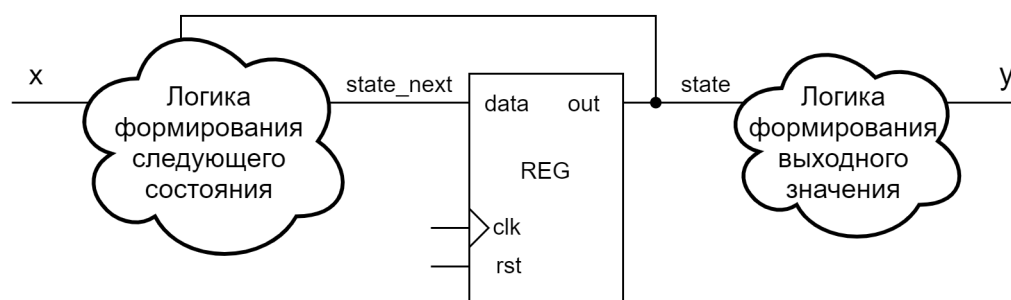 x
Логика
формирования
следующего
состояния
state_next
data
out
REG
clk
rst
state
Логика
формирования
выходного
значения
y